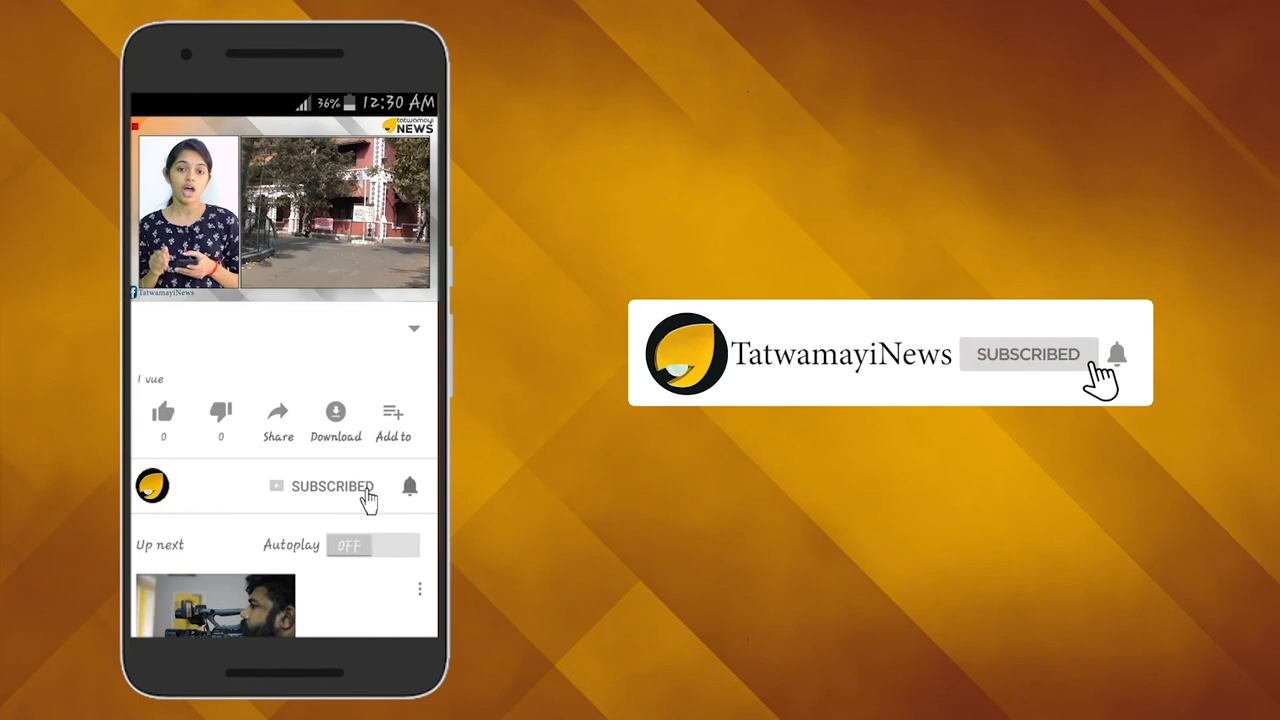 36% 12:30 AM
tatwamayi
NEWS
TatwamayiNews
1 vue
0 0 Share Download Add to
SUBSCRIBED
Up next Autoplay OFF
TatwamayiNews SUBSCRIBED